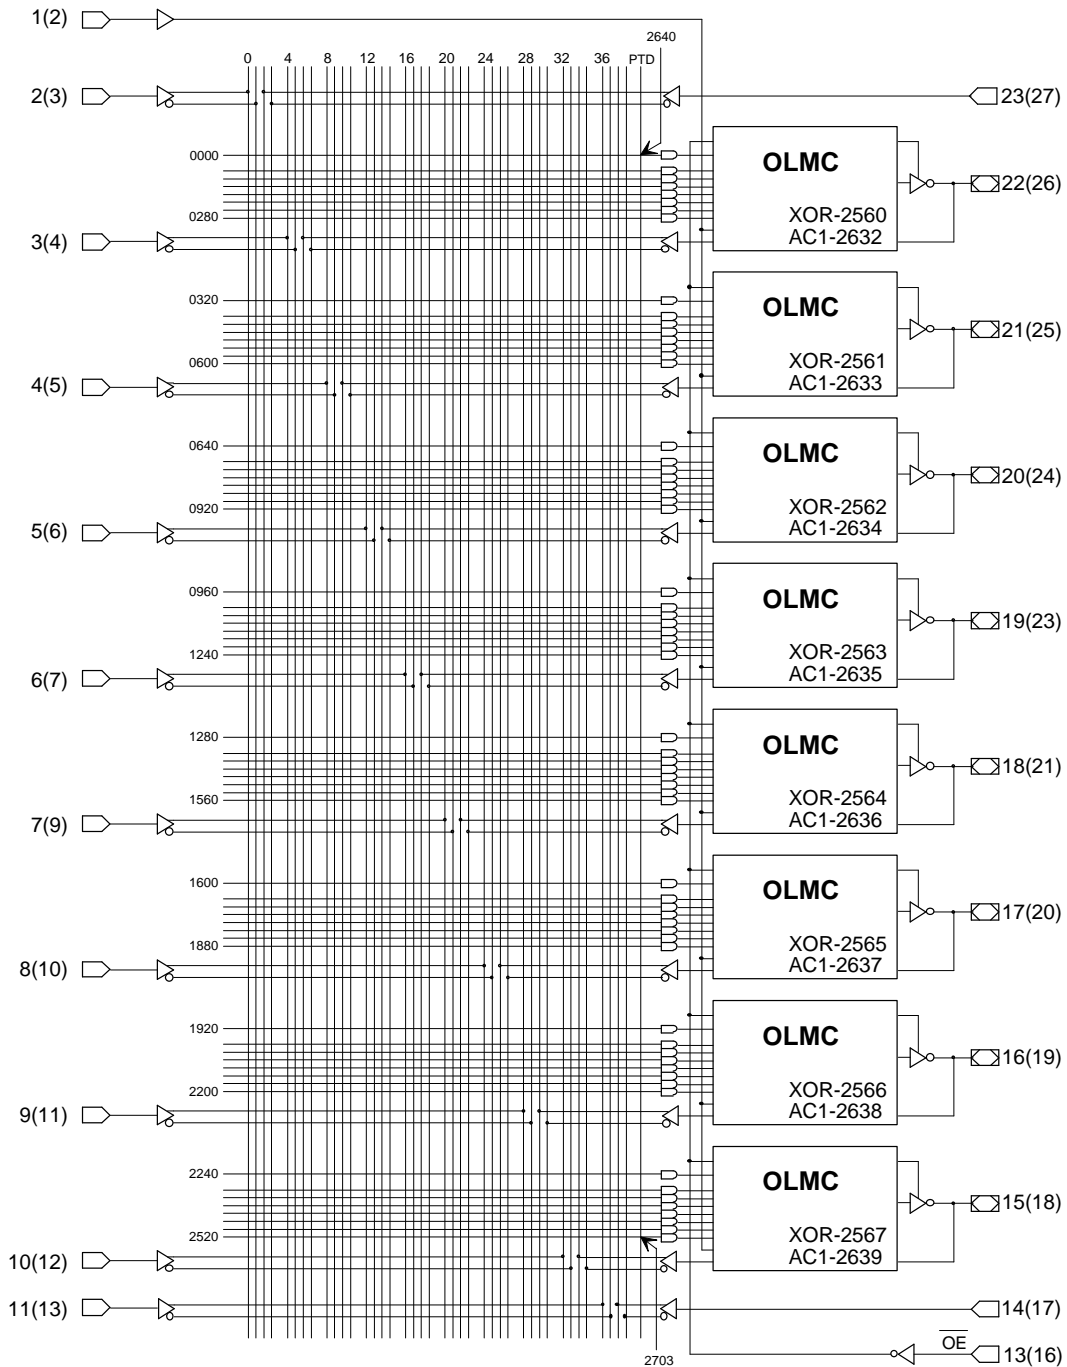 1(2)
2640
0 4 8 12 16 20 24 28 32 36 PTD
2(3)
23(27)
0000
OLMC
22(26)
0280
XOR-2560
3(4)
AC1-2632
0320
OLMC
21(25)
0600
XOR-2561
4(5)
AC1-2633
0640
OLMC
20(24)
0920
XOR-2562
5(6)
AC1-2634
0960
OLMC
19(23)
1240
XOR-2563
6(7)
AC1-2635
1280
OLMC
18(21)
1560
XOR-2564
7(9)
AC1-2636
1600
OLMC
17(20)
1880
XOR-2565
8(10)
AC1-2637
1920
OLMC
16(19)
2200
XOR-2566
9(11)
AC1-2638
2240
OLMC
15(18)
2520
XOR-2567
10(12)
AC1-2639
11(13)
14(17)
OE
13(16)
2703